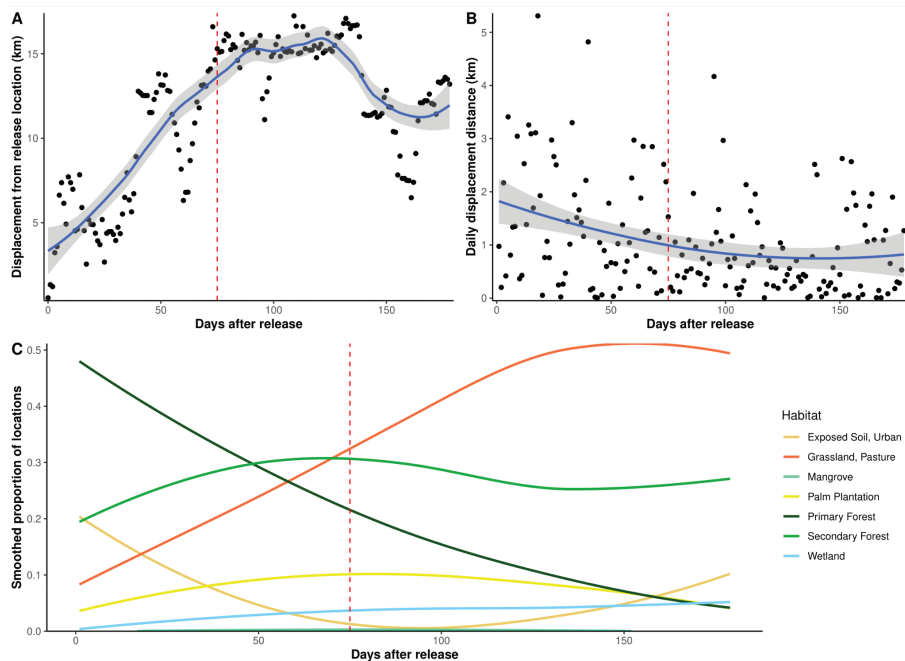 A
Displacement from release location (km)
15
10
5
0
50
100
150
Days after release
B
Daily displacement distance (km)
5
4
3
2
1
0
0
50
100
150
Days after release
C
Smoothed proportion of locations
0.5
0.4
0.3
0.2
0.1
0.0
0
50
100
150
Days after release
Habitat
Exposed Soil, Urban
Grassland, Pasture
Mangrove
Palm Plantation
Primary Forest
Secondary Forest
Wetland